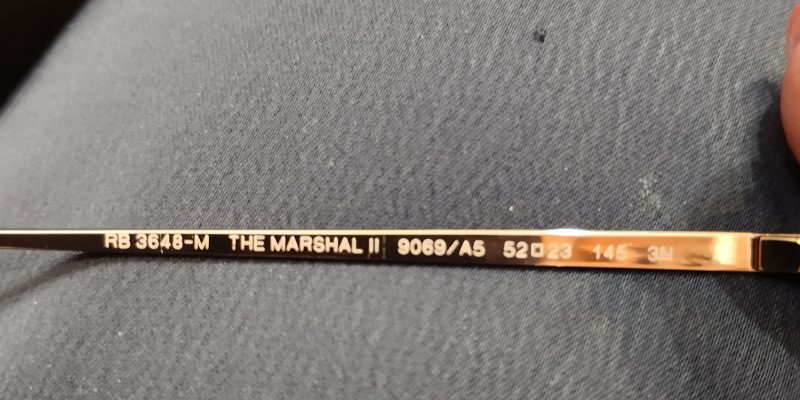 RB 3648-M THE MARSHAL II 9069/A5 52□23 145 3N